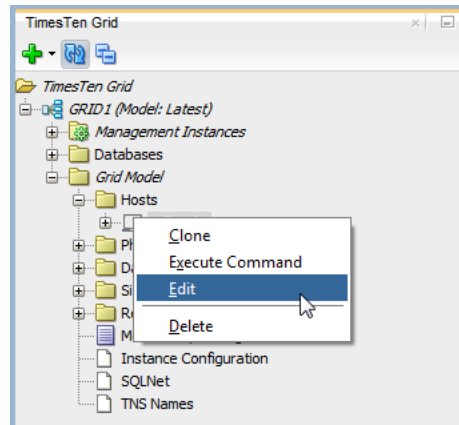 TimesTen Grid
TimesTen Grid
GRID1 (Model: Latest)
Management Instances
Databases
Grid Model
Hosts
Clone
Execute Command
Edit
Delete
Instance Configuration
SQLNet
TNS Names